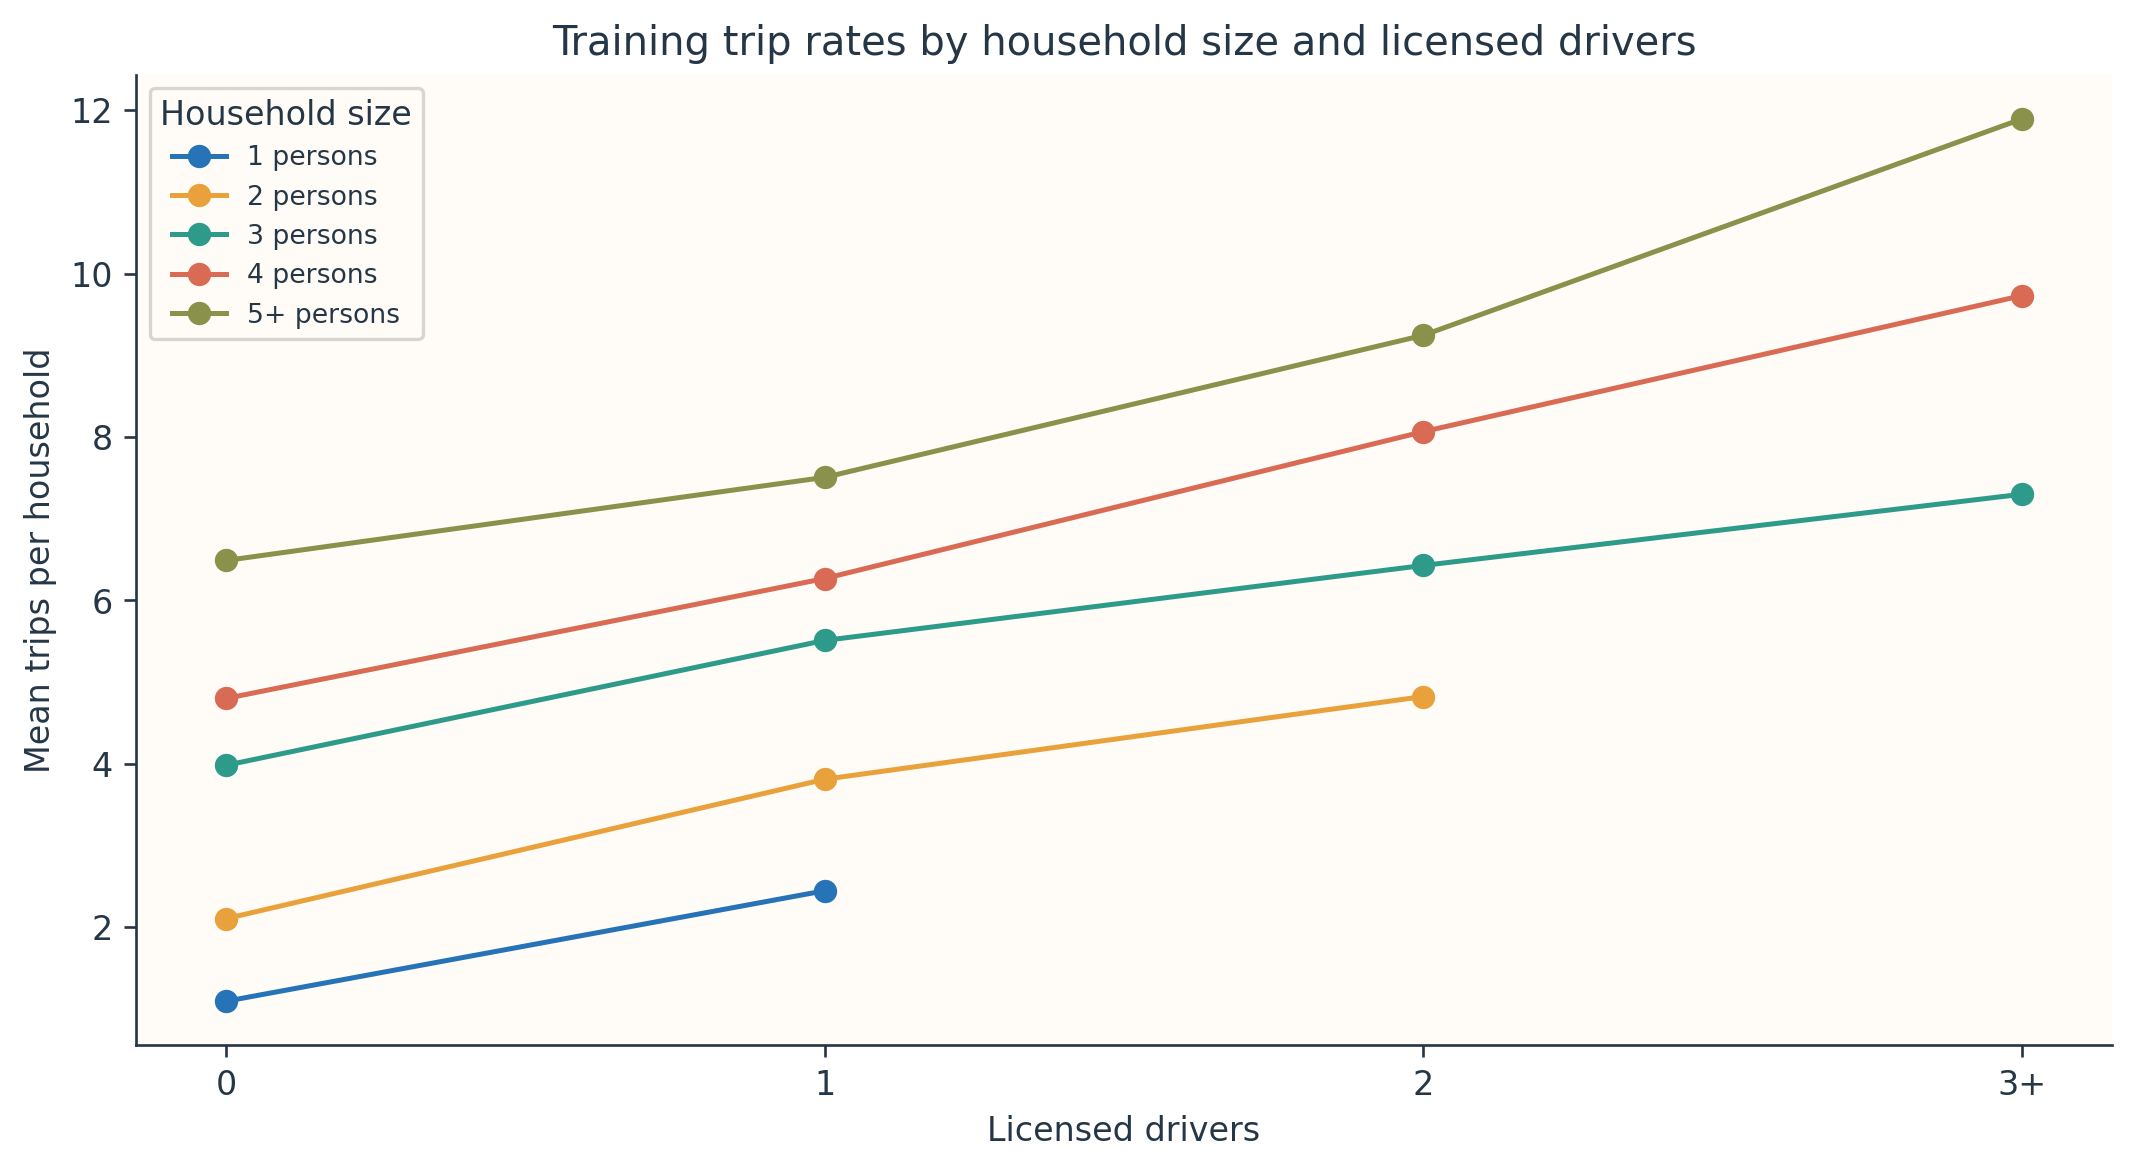 Training trip rates by household size and licensed drivers
Household size
1 persons
2 persons
3 persons
4 persons
5+ persons
Mean trips per household
12
10
8
6
4
2
0
1
2
3+
Licensed drivers